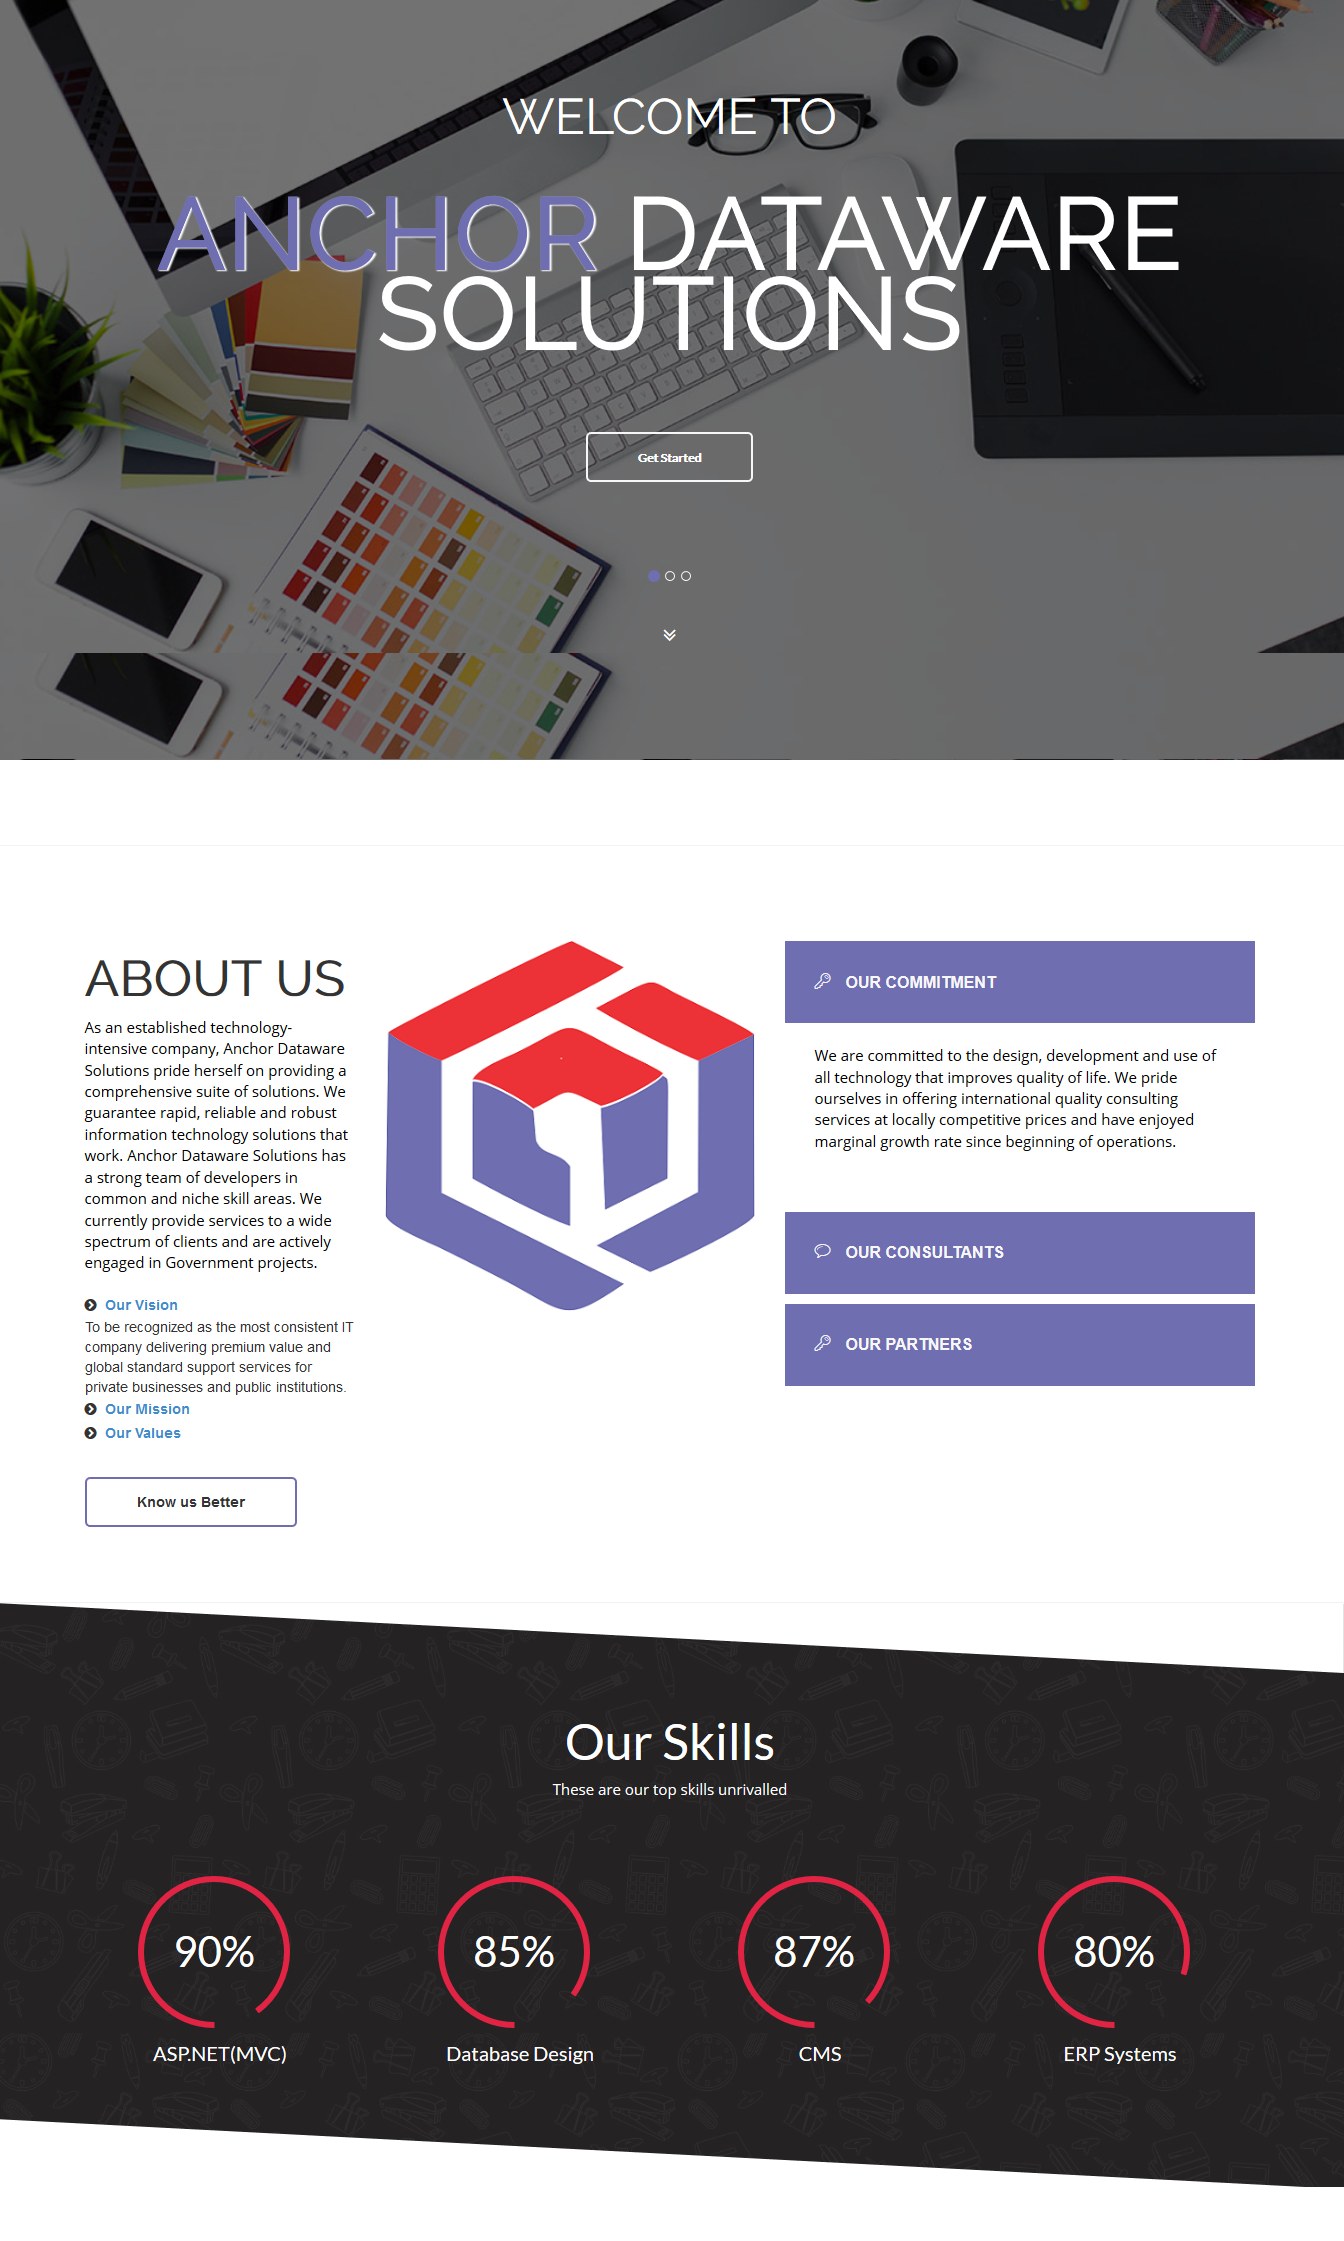 WELCOME TO
ANCHOR DATAWARE
SOLUTIONS
Get Started
ABOUT US
As an established technology-
intensive company, Anchor Dataware
Solutions pride herself on providing a
comprehensive suite of solutions. We
guarantee rapid, reliable and robust
information technology solutions that
work. Anchor Dataware Solutions has
a strong team of developers in
common and niche skill areas. We
currently provide services to a wide
spectrum of clients and are actively
engaged in Government projects.
Our Vision
To be recognized as the most consistent IT
company delivering premium value and
global standard support services for
private businesses and public institutions.
Our Mission
Our Values
Know us Better
OUR COMMITMENT
We are committed to the design, development and use of
all technology that improves quality of life. We pride
ourselves in offering international quality consulting
services at locally competitive prices and have enjoyed
marginal growth rate since beginning of operations.
OUR CONSULTANTS
OUR PARTNERS
Our Skills
These are our top skills unrivalled
90%
85%
87%
80%
ASP.NET(MVC)
Database Design
CMS
ERP Systems